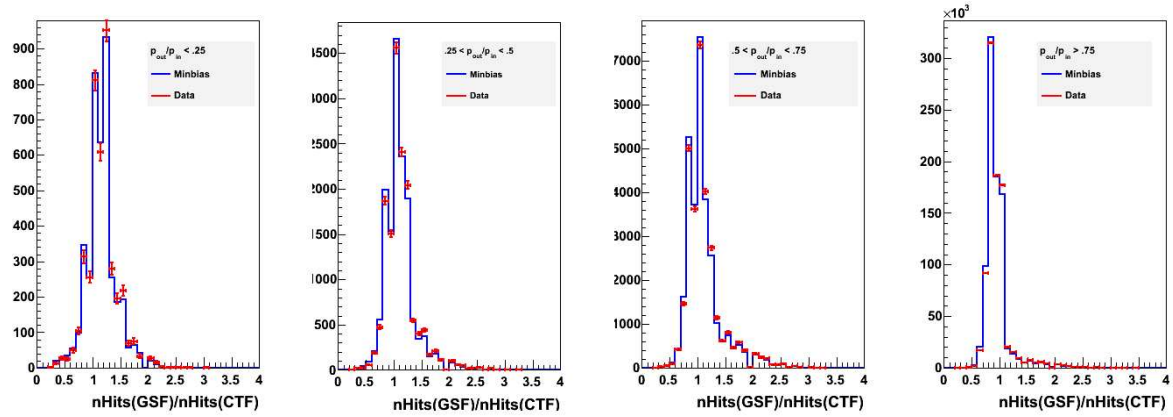 900
800
700
600
500
400
300
200
100
0
p_out/p_in < .25
Minbias
Data
0 0.5 1 1.5 2 2.5 3 3.5 4
nHits(GSF)/nHits(CTF)
500
0
.25 < p_out/p_in < .5
Minbias
Data
0 0.5 1 1.5 2 2.5 3 3.5 4
nHits(GSF)/nHits(CTF)
7000
6000
5000
4000
3000
2000
1000
0
.5 < p_out/p_in < .75
Minbias
Data
0 0.5 1 1.5 2 2.5 3 3.5 4
nHits(GSF)/nHits(CTF)
×10³
300
250
200
150
100
50
0
p_out/p_in > .75
Minbias
Data
0 0.5 1 1.5 2 2.5 3 3.5 4
nHits(GSF)/nHits(CTF)